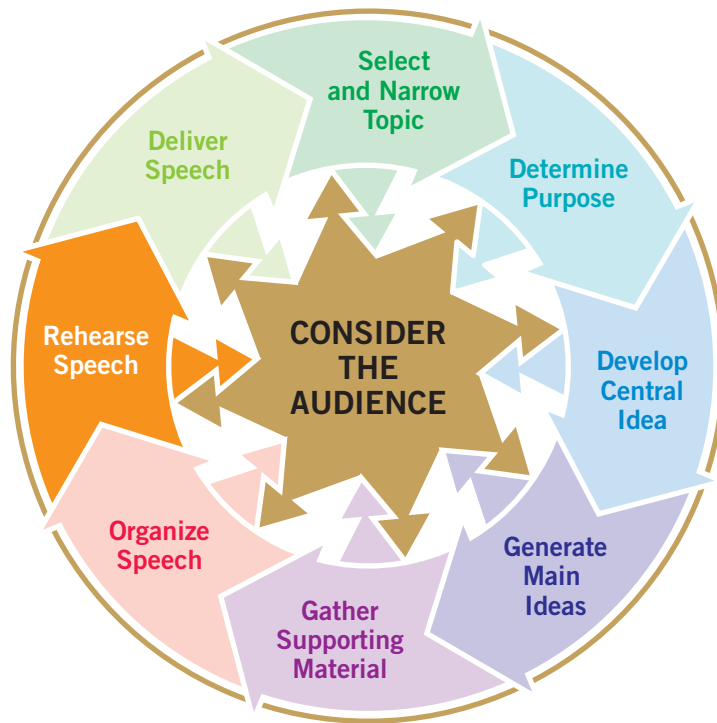 Select
and Narrow
Topic
Determine
Purpose
Develop
Central
Idea
Generate
Main
Ideas
Gather
Supporting
Material
Organize
Speech
Rehearse
Speech
Deliver
Speech
CONSIDER
THE
AUDIENCE